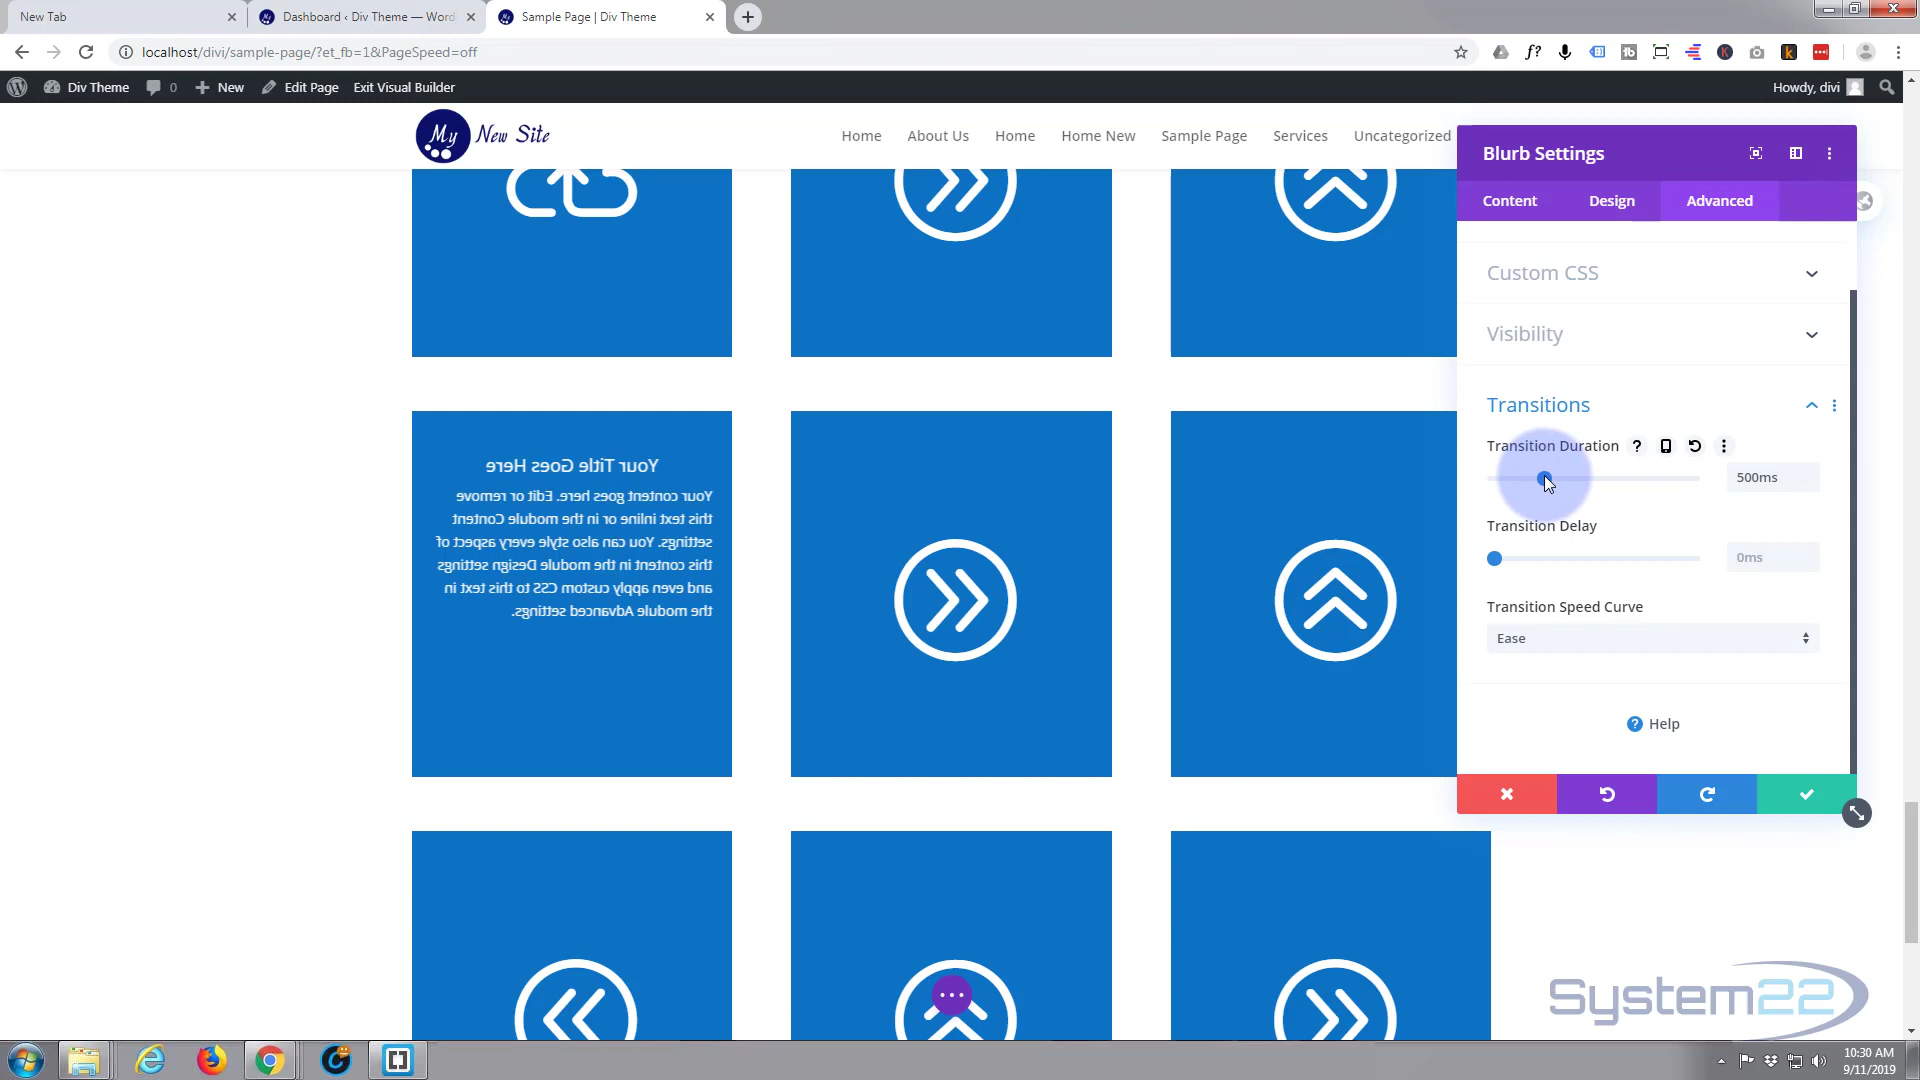 New Tab
Dashboard ‹ Div Theme — Word
Sample Page | Div Theme
localhost/divi/sample-page/?et_fb=1&PageSpeed=off
Div Theme
0
New
Edit Page
Exit Visual Builder
Howdy, divi
My New Site
Home
About Us
Home
Home New
Sample Page
Services
Uncategorized
Blurb Settings
Content
Design
Advanced
Custom CSS
Visibility
Transitions
Transition Duration
500ms
Transition Delay
0ms
Transition Speed Curve
Ease
Help
Your Title Goes Here
Your content goes here. Edit or remove
this text inline or in the module Content
settings. You can also style every aspect of
this content in the module Design settings
and even apply custom CSS to this text in
the module Advanced settings.
System22
10:30 AM
9/11/2019